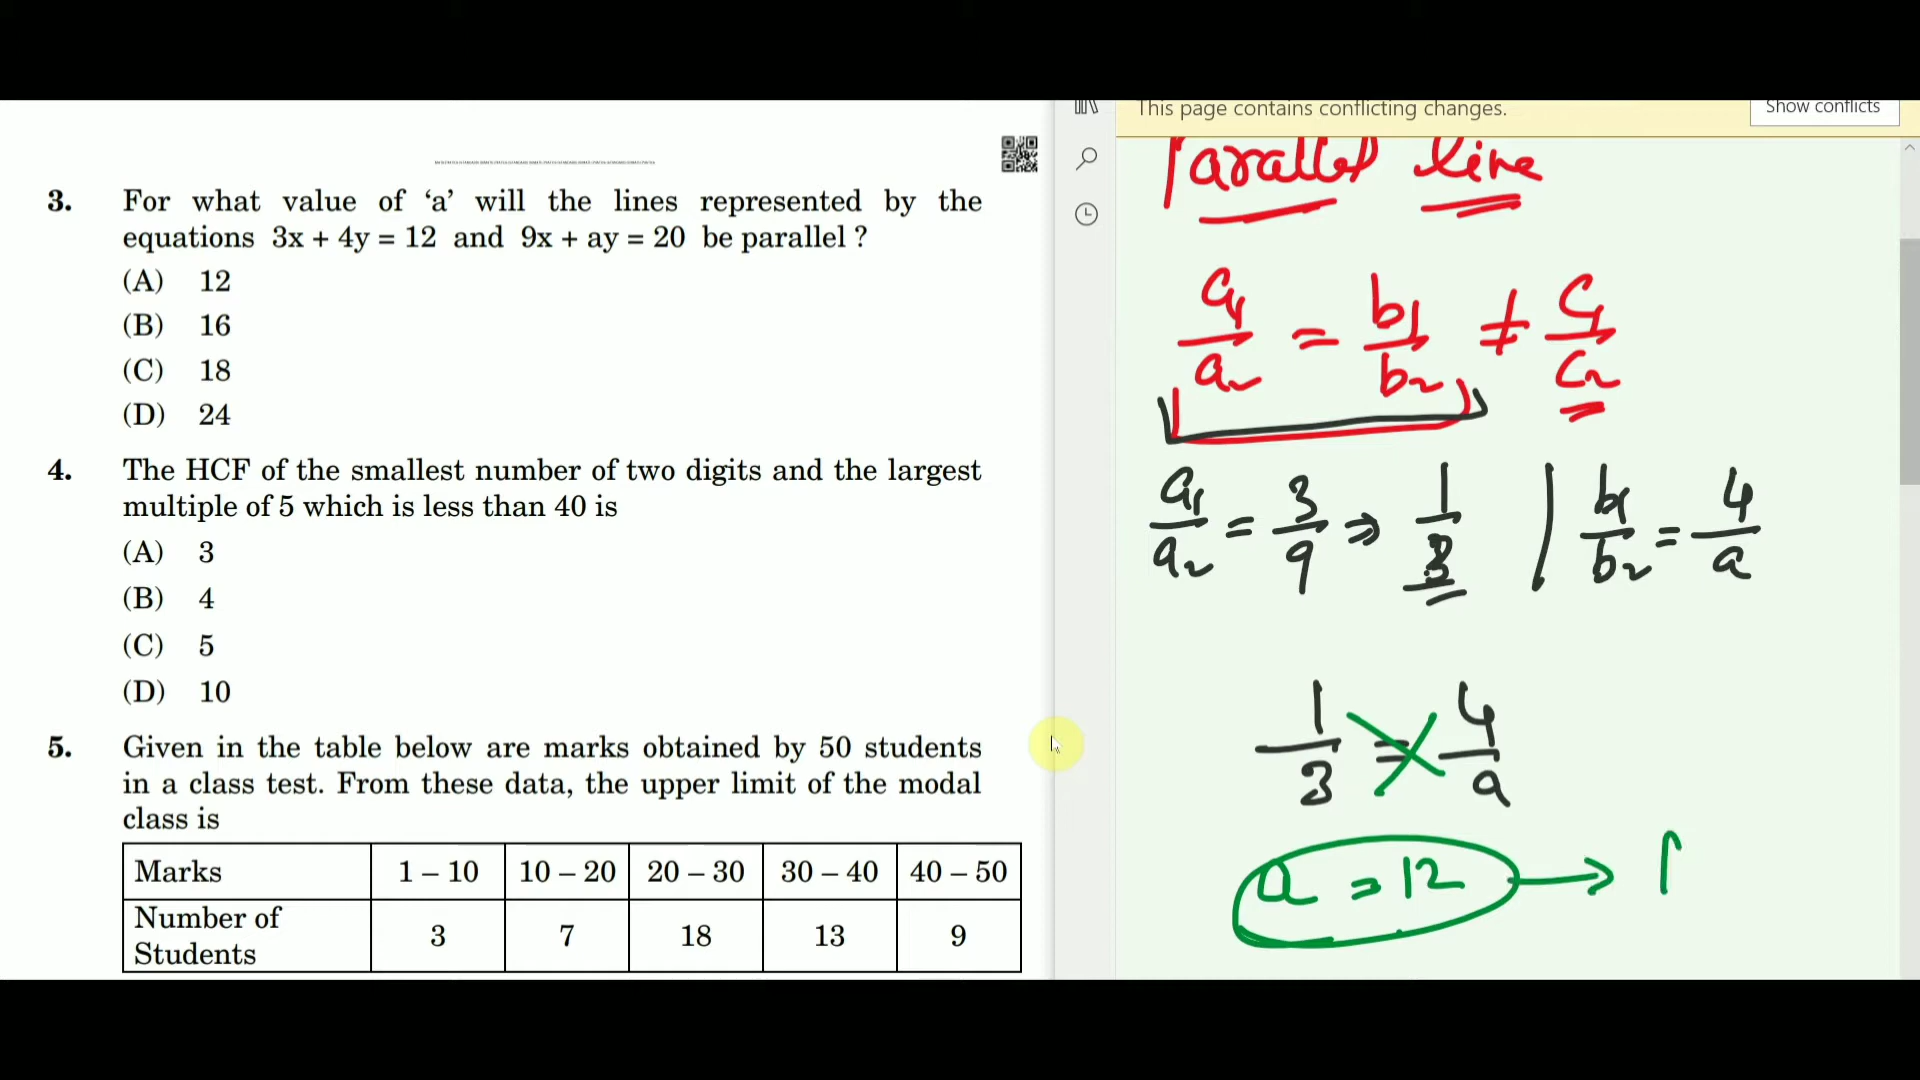 3. For what value of ‘a’ will the lines represented by the
equations 3x + 4y = 12 and 9x + ay = 20 be parallel ?
(A) 12
(B) 16
(C) 18
(D) 24
4. The HCF of the smallest number of two digits and the largest
multiple of 5 which is less than 40 is
(A) 3
(B) 4
(C) 5
(D) 10
5. Given in the table below are marks obtained by 50 students
in a class test. From these data, the upper limit of the modal
class is
Marks 1 – 10 10 – 20 20 – 30 30 – 40 40 – 50
Number of
Students 3 7 18 13 9
This page contains conflicting changes. Show conflicts
Parallel line
a1/a2 = b1/b2 ≠ c1/c2
a1/a2 = 3/9 ⇒ 1/3 | b1/b2 = 4/a
1/3 = 4/a
a = 12 →